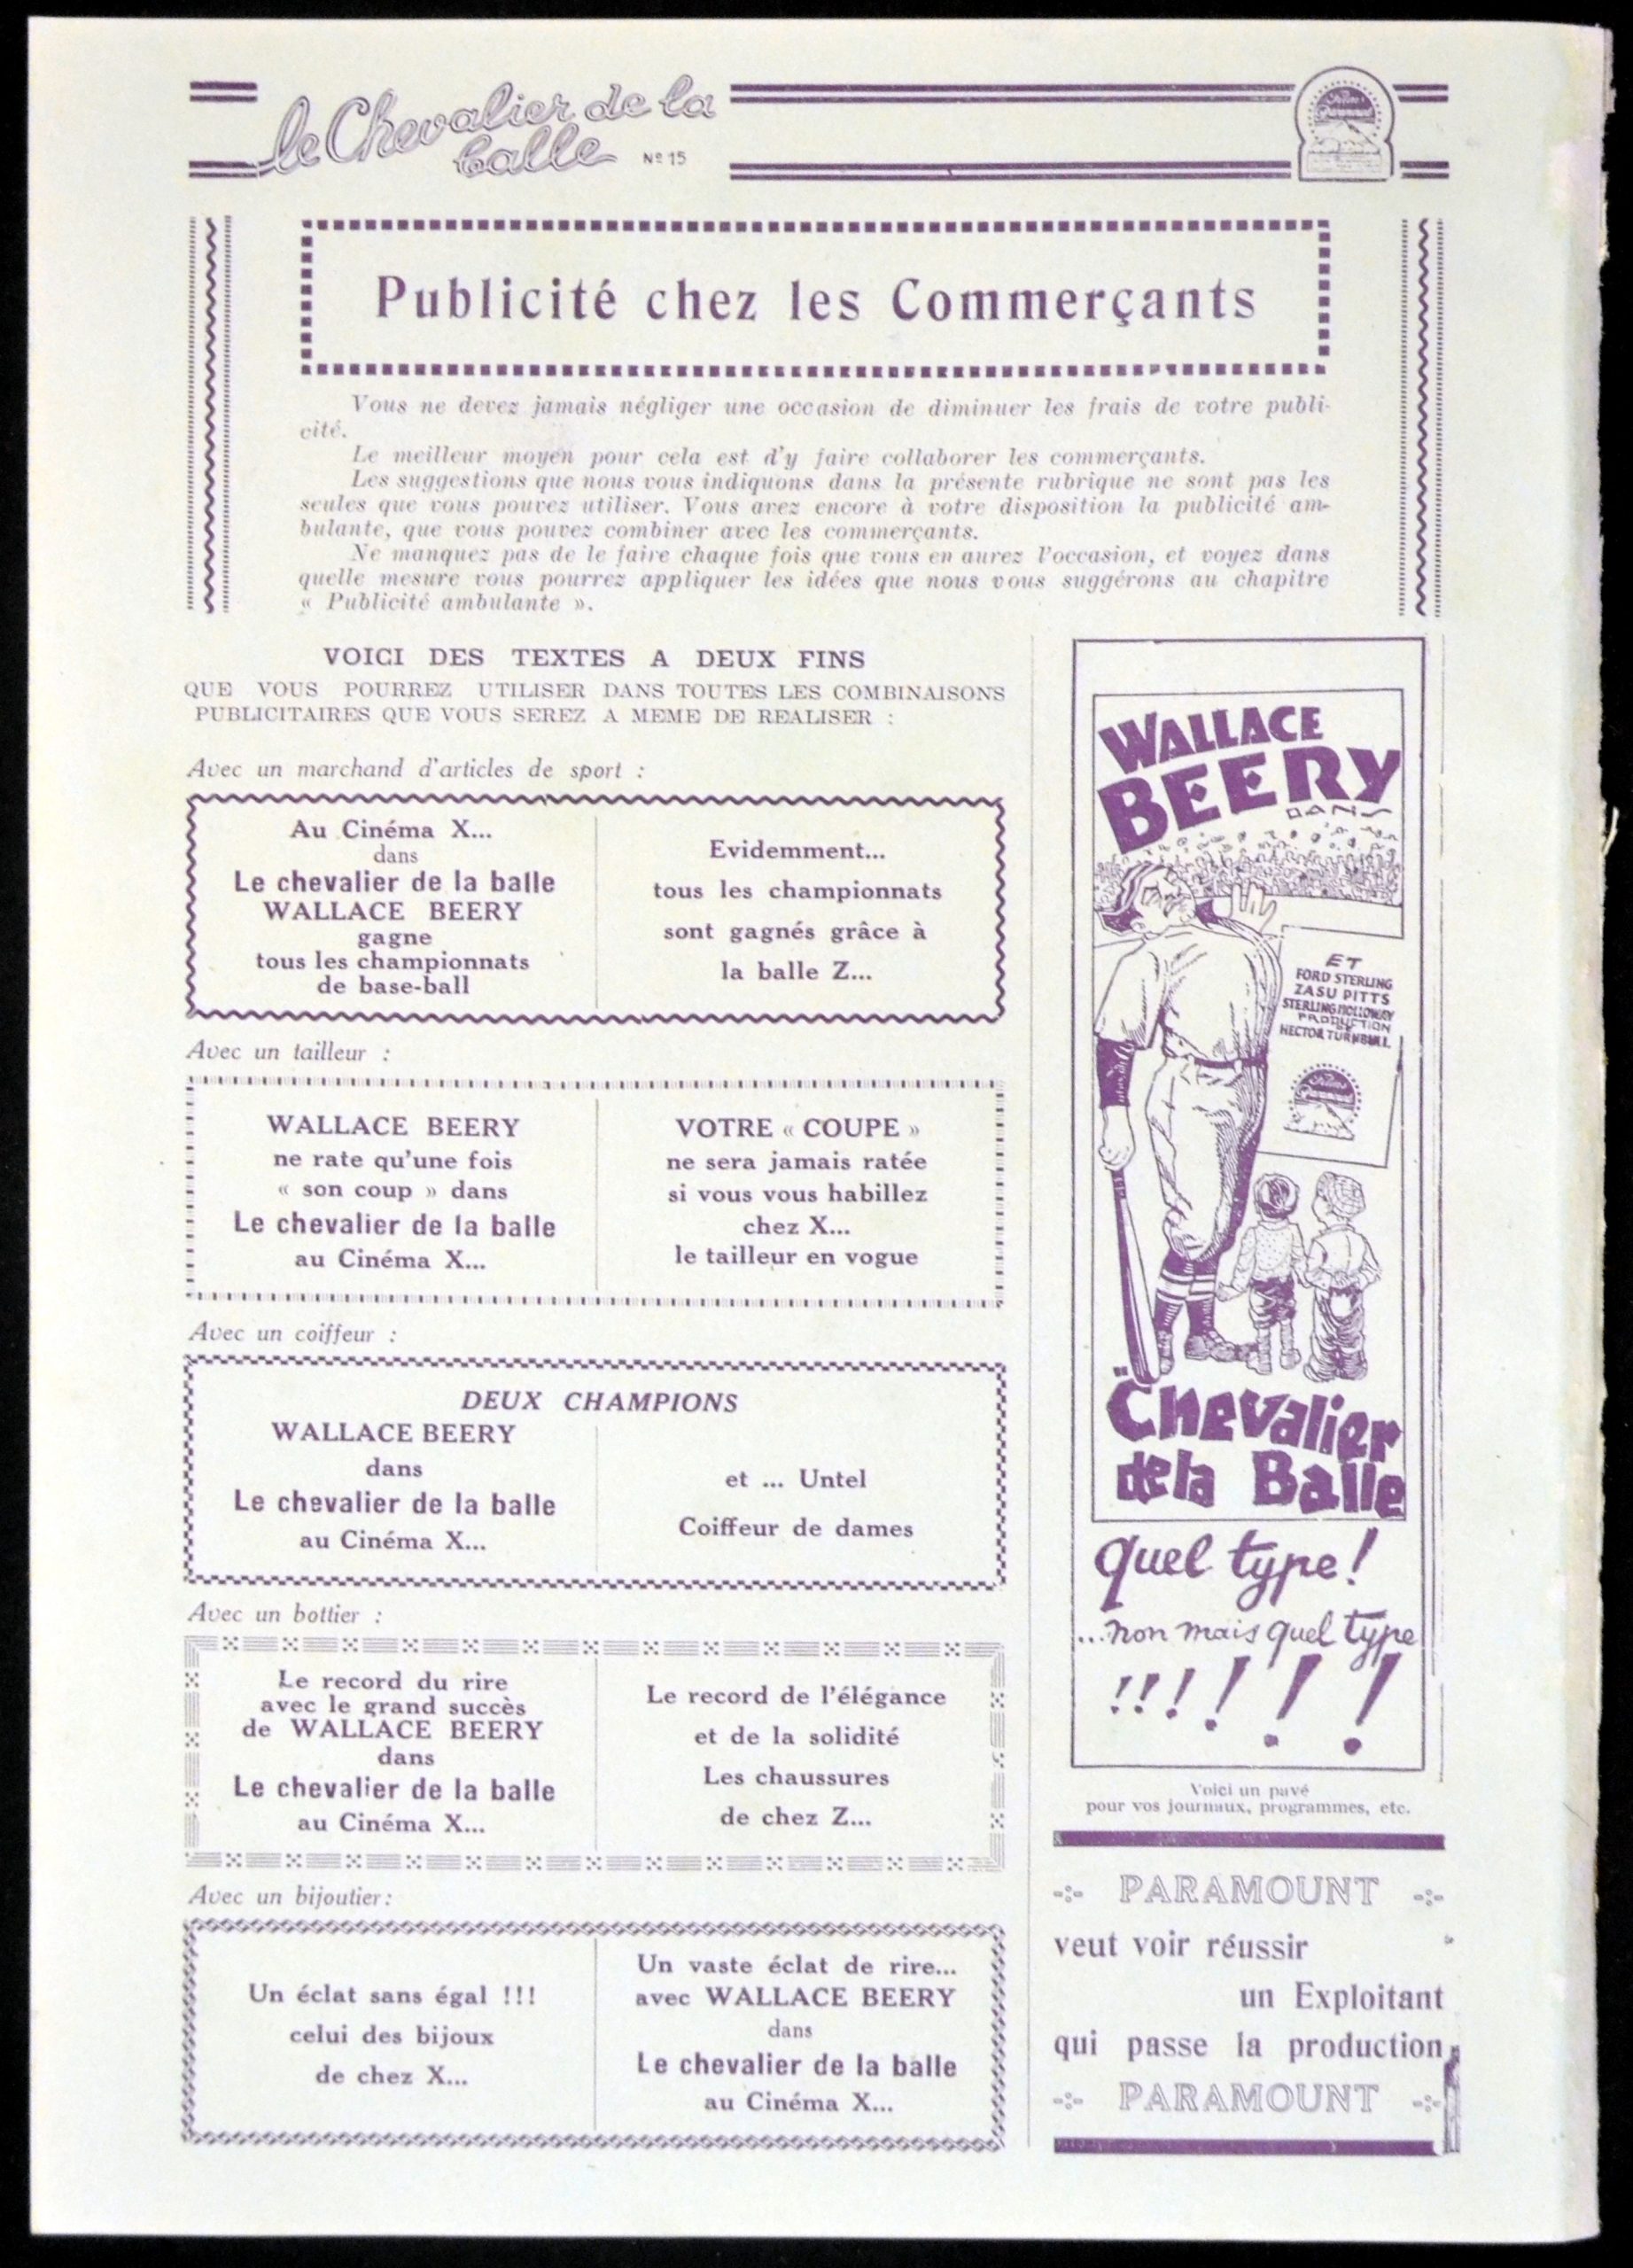 le Chevalier de la
balle Nº 15
Publicité chez les Commerçants
Vous ne devez jamais négliger une occasion de diminuer les frais de votre publi-
cité.
Le meilleur moyen pour cela est d'y faire collaborer les commerçants.
Les suggestions que nous vous indiquons dans la présente rubrique ne sont pas les
seules que vous pouvez utiliser. Vous avez encore à votre disposition la publicité am-
bulante, que vous pouvez combiner avec les commerçants.
Ne manquez pas de le faire chaque fois que vous en aurez l'occasion, et voyez dans
quelle mesure vous pourrez appliquer les idées que nous vous suggérons au chapitre
« Publicité ambulante ».
VOICI DES TEXTES A DEUX FINS
QUE VOUS POURREZ UTILISER DANS TOUTES LES COMBINAISONS
PUBLICITAIRES QUE VOUS SEREZ A MEME DE REALISER :
Avec un marchand d'articles de sport :
Au Cinéma X...
dans
Le chevalier de la balle
WALLACE BEERY
gagne
tous les championnats
de base-ball
Evidemment...
tous les championnats
sont gagnés grâce à
la balle Z...
Avec un tailleur :
WALLACE BEERY
ne rate qu'une fois
« son coup » dans
Le chevalier de la balle
au Cinéma X...
VOTRE « COUPE »
ne sera jamais ratée
si vous vous habillez
chez X...
le tailleur en vogue
Avec un coiffeur :
DEUX CHAMPIONS
WALLACE BEERY
dans
Le chevalier de la balle
au Cinéma X...
et ... Untel
Coiffeur de dames
Avec un bottier :
Le record du rire
avec le grand succès
de WALLACE BEERY
dans
Le chevalier de la balle
au Cinéma X...
Le record de l'élégance
et de la solidité
Les chaussures
de chez Z...
Avec un bijoutier :
Un éclat sans égal !!!
celui des bijoux
de chez X...
Un vaste éclat de rire...
avec WALLACE BEERY
dans
Le chevalier de la balle
au Cinéma X...
WALLACE
BEERY
DANS
ET
FORD STERLING
ZASU PITTS
STERLING HOLLOWAY
PRODUCTION
HECTOR TURNBULL
Paramount
Chevalier
de la Balle
quel type !
... non mais quel type
!!! ! ! !
Voici un pavé
pour vos journaux, programmes, etc.
-:- PARAMOUNT -:-
veut voir réussir
un Exploitant
qui passe la production
-:- PARAMOUNT -:-